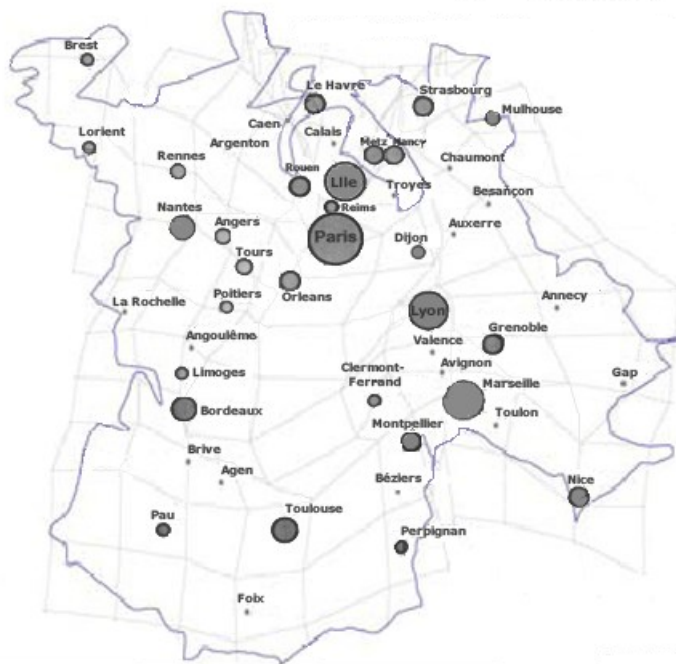 Brest
Le Havre
Strasbourg
Mulhouse
Caen
Lorient
Argenton
Calais
Metz
Nancy
Rennes
Chaumont
Rouen
Lile
Troyes
Besançon
Nantes
Reims
Angers
Paris
Dijon
Auxerre
Tours
Poitiers
Orleans
La Rochelle
Lyon
Annecy
Grenoble
Angoulême
Valence
Limoges
Clermont-
Ferrand
Avignon
Gap
Marseille
Bordeaux
Montpellier
Toulon
Brive
Agen
Béziers
Nice
Pau
Toulouse
Perpignan
Foix